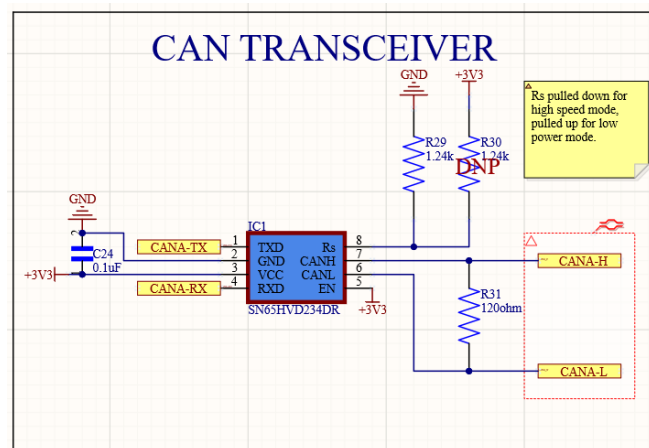 CAN TRANSCEIVER
GND
+3V3
Rs pulled down for
high speed mode,
pulled up for low
power mode.
R29
1.24k
R30
1.24k
DNP
GND
IC1
2
C24
0.1uF
1
+3V3
CANA-TX
1
TXD
Rs
8
2
GND
CANH
7
3
VCC
CANL
6
CANA-RX
4
RXD
EN
5
SN65HVD234DR
+3V3
R31
120ohm
CANA-H
CANA-L